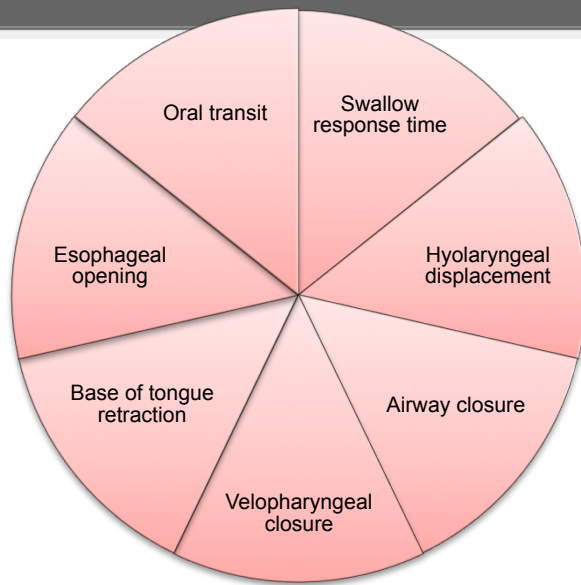 Oral transit
Swallow
response time
Hyolaryngeal
displacement
Airway closure
Velopharyngeal
closure
Base of tongue
retraction
Esophageal
opening